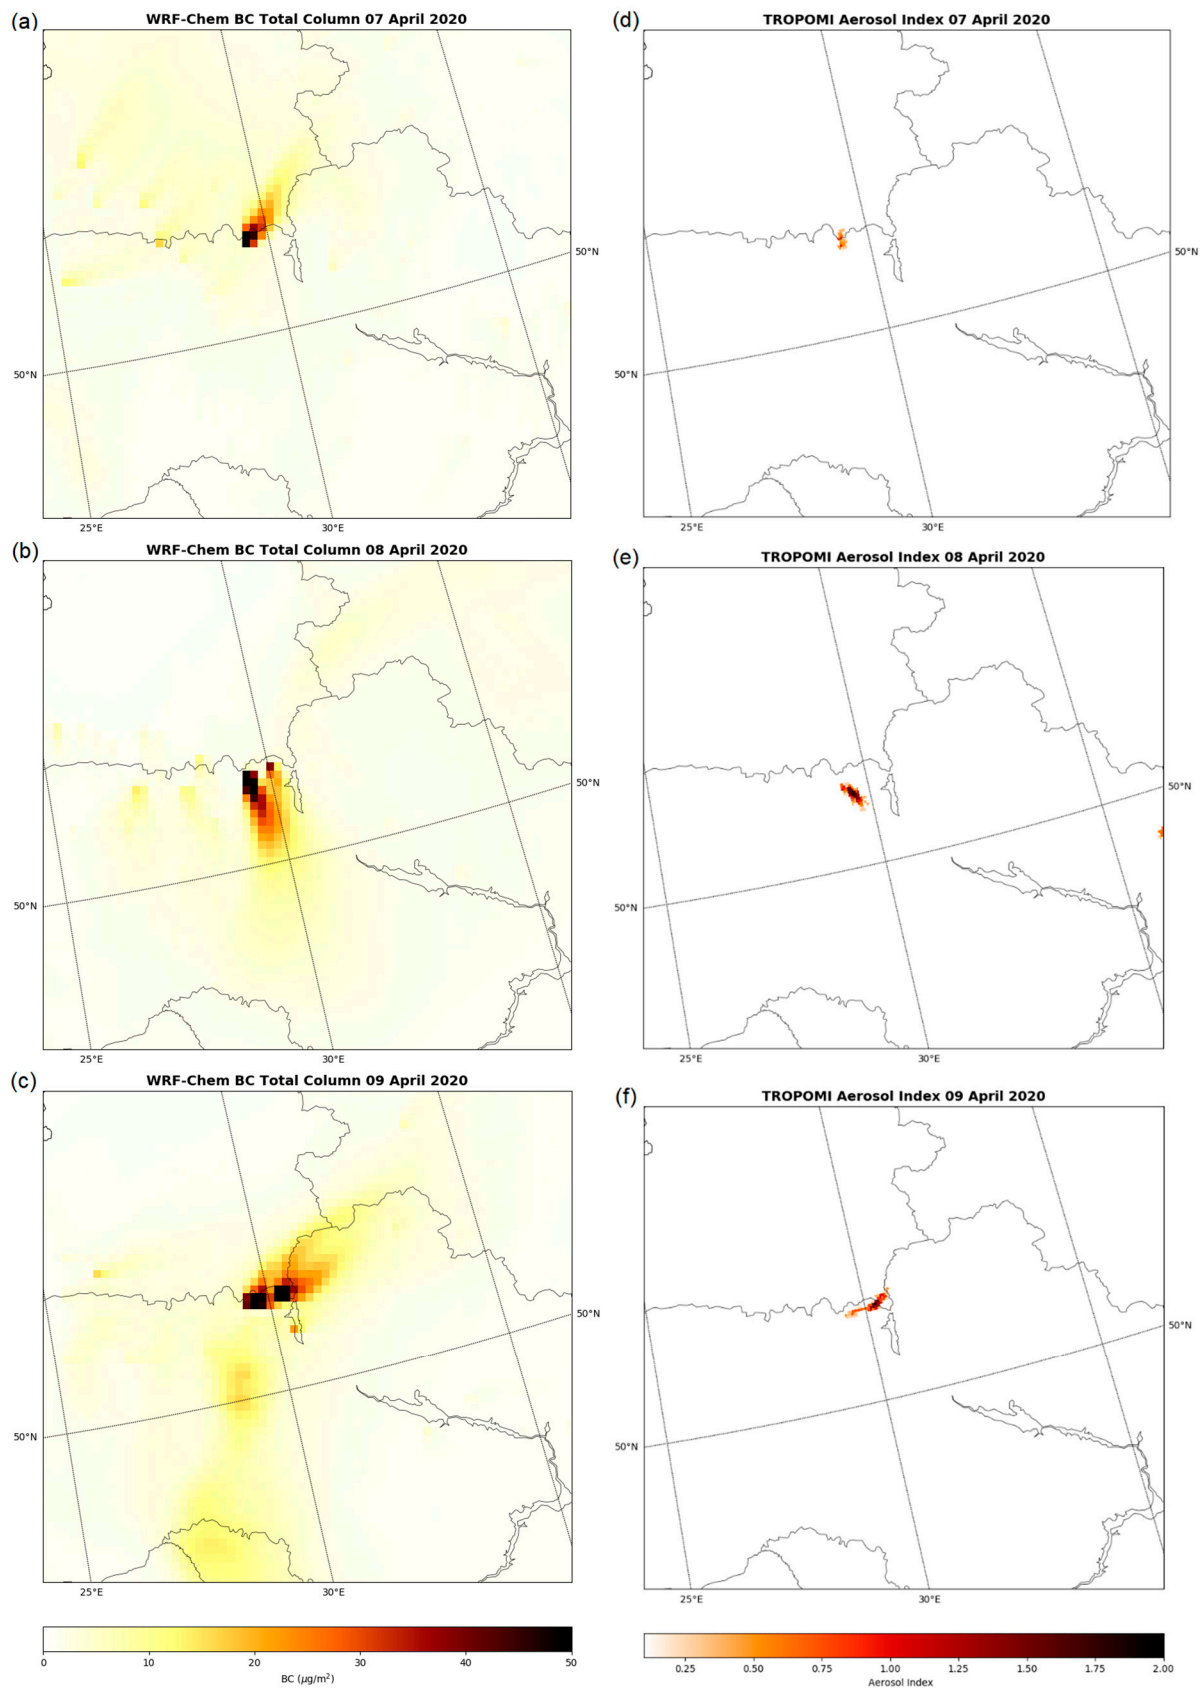 (a)
WRF-Chem BC Total Column 07 April 2020
50°N
50°N
25°E
30°E
(d)
TROPOMI Aerosol Index 07 April 2020
50°N
50°N
25°E
30°E
(b)
WRF-Chem BC Total Column 08 April 2020
50°N
50°N
25°E
30°E
(e)
TROPOMI Aerosol Index 08 April 2020
50°N
50°N
25°E
30°E
(c)
WRF-Chem BC Total Column 09 April 2020
50°N
50°N
25°E
30°E
(f)
TROPOMI Aerosol Index 09 April 2020
50°N
50°N
25°E
30°E
0 10 20 30 40 50
BC (μg/m²)
0.25 0.50 0.75 1.00 1.25 1.50 1.75 2.00
Aerosol Index